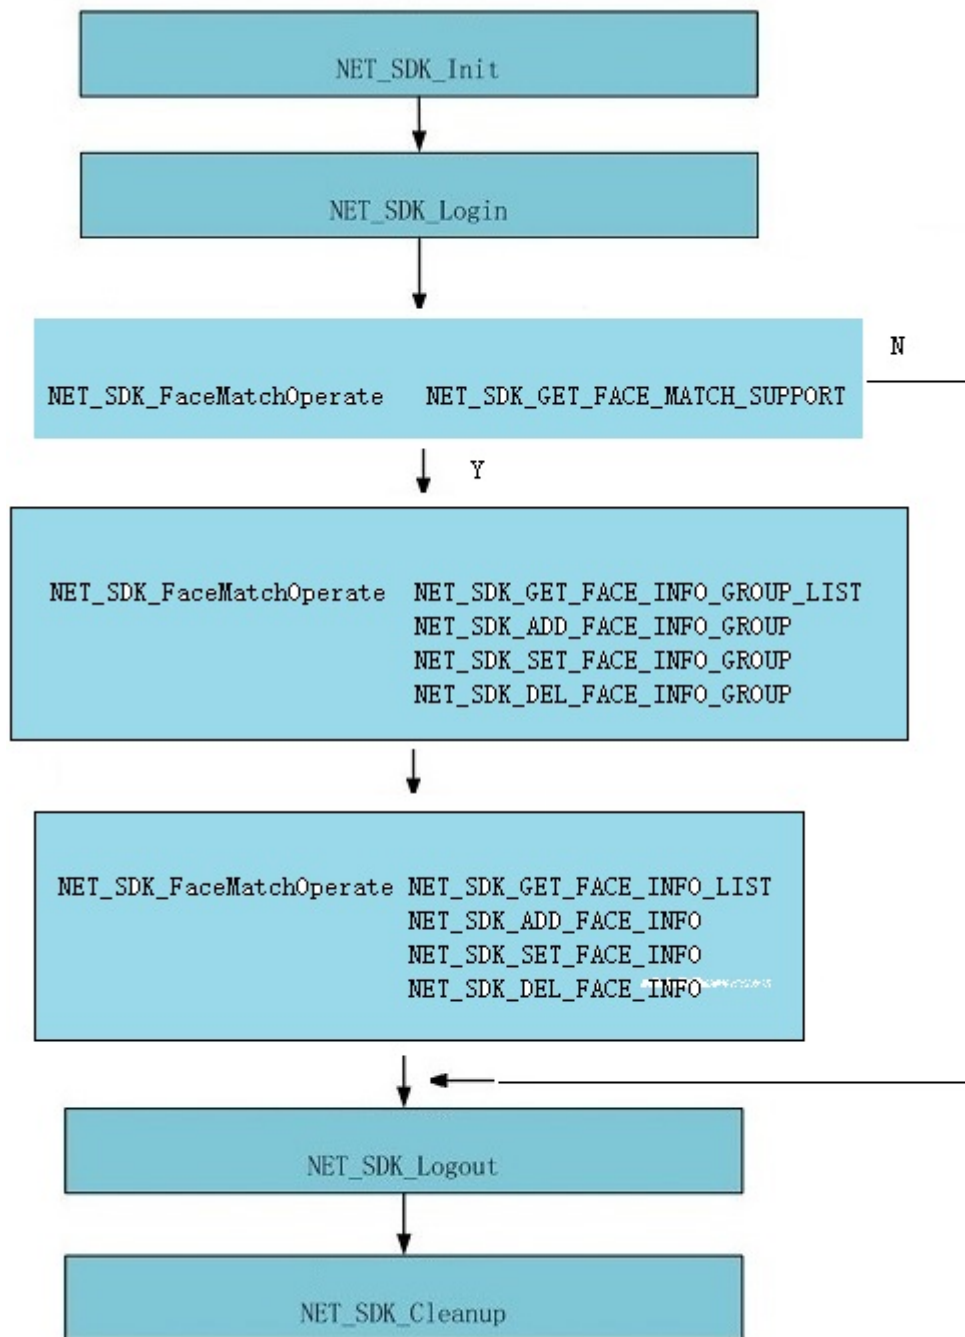 NET_SDK_Init
NET_SDK_Login
N
NET_SDK_FaceMatchOperate NET_SDK_GET_FACE_MATCH_SUPPORT
Y
NET_SDK_FaceMatchOperate NET_SDK_GET_FACE_INFO_GROUP_LIST
NET_SDK_ADD_FACE_INFO_GROUP
NET_SDK_SET_FACE_INFO_GROUP
NET_SDK_DEL_FACE_INFO_GROUP
NET_SDK_FaceMatchOperate NET_SDK_GET_FACE_INFO_LIST
NET_SDK_ADD_FACE_INFO
NET_SDK_SET_FACE_INFO
NET_SDK_DEL_FACE_INFO
NET_SDK_Logout
NET_SDK_Cleanup